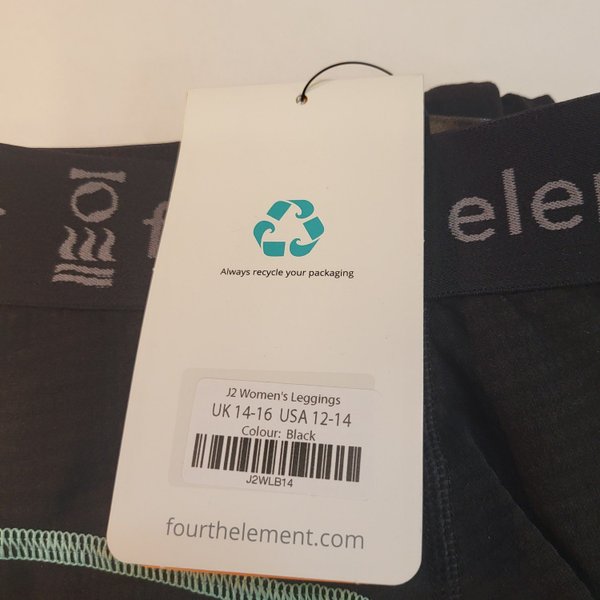 elem
Always recycle your packaging
J2 Women's Leggings
UK 14-16 USA 12-14
Colour: Black
J2WLB14
fourthelement.com